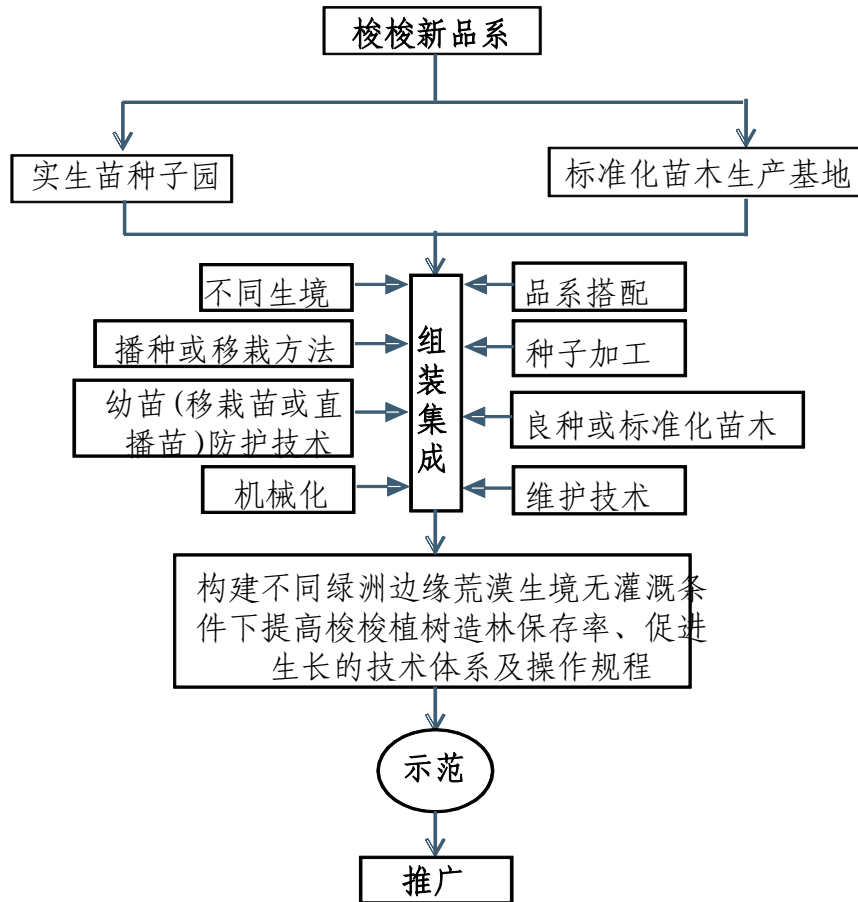 梭梭新品系
实生苗种子园
标准化苗木生产基地
不同生境
品系搭配
播种或移栽方法
种子加工
幼苗(移栽苗或直
播苗)防护技术
良种或标准化苗木
机械化
维护技术
组
装
集
成
构建不同绿洲边缘荒漠生境无灌溉条
件下提高梭梭植树造林保存率、促进
生长的技术体系及操作规程
示范
推广